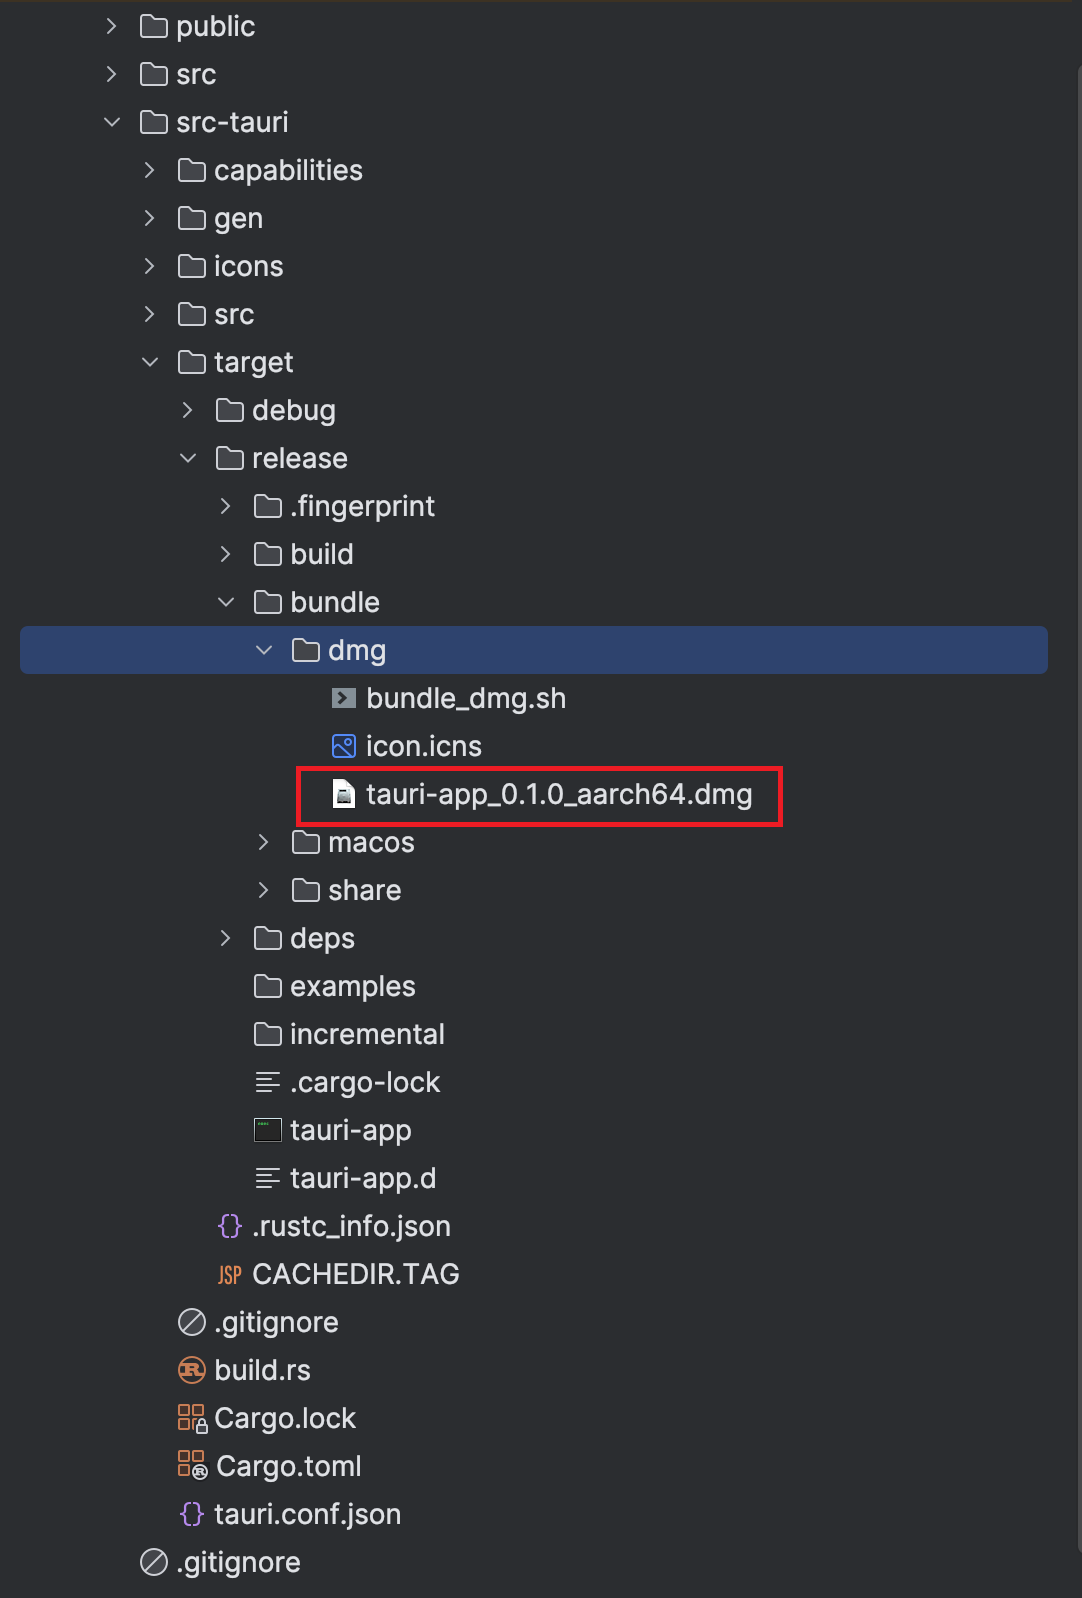 public
src
src-tauri
capabilities
gen
icons
src
target
debug
release
.fingerprint
build
bundle
dmg
bundle_dmg.sh
icon.icns
tauri-app_0.1.0_aarch64.dmg
macos
share
deps
examples
incremental
.cargo-lock
tauri-app
tauri-app.d
.rustc_info.json
JSP CACHEDIR.TAG
.gitignore
build.rs
Cargo.lock
Cargo.toml
tauri.conf.json
.gitignore